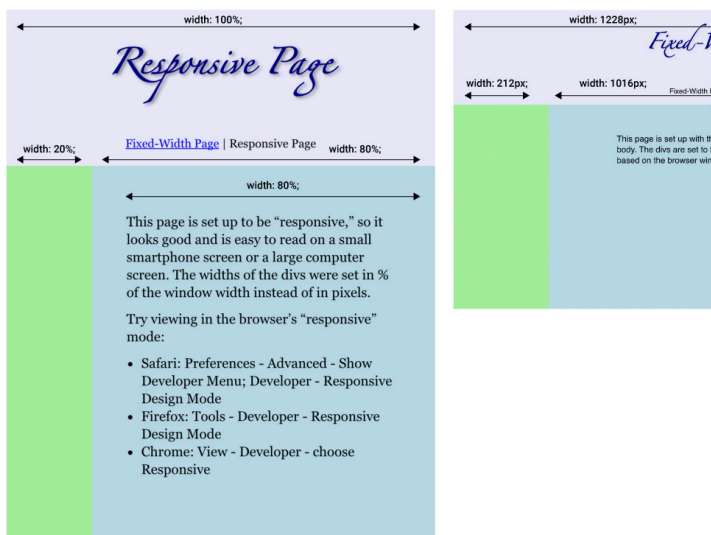 width: 100%;
Responsive Page
width: 20%;
Fixed-Width Page | Responsive Page
width: 80%;
width: 80%;
This page is set up to be “responsive,” so it
looks good and is easy to read on a small
smartphone screen or a large computer
screen. The widths of the divs were set in %
of the window width instead of in pixels.
Try viewing in the browser’s “responsive”
mode:
• Safari: Preferences - Advanced - Show
Developer Menu; Developer - Responsive
Design Mode
• Firefox: Tools - Developer - Responsive
Design Mode
• Chrome: View - Developer - choose
Responsive
width: 1228px;
Fixed-
width: 212px;
width: 1016px;
Fixed-Width
This page is set up with
body. The divs are set to
based on the browser